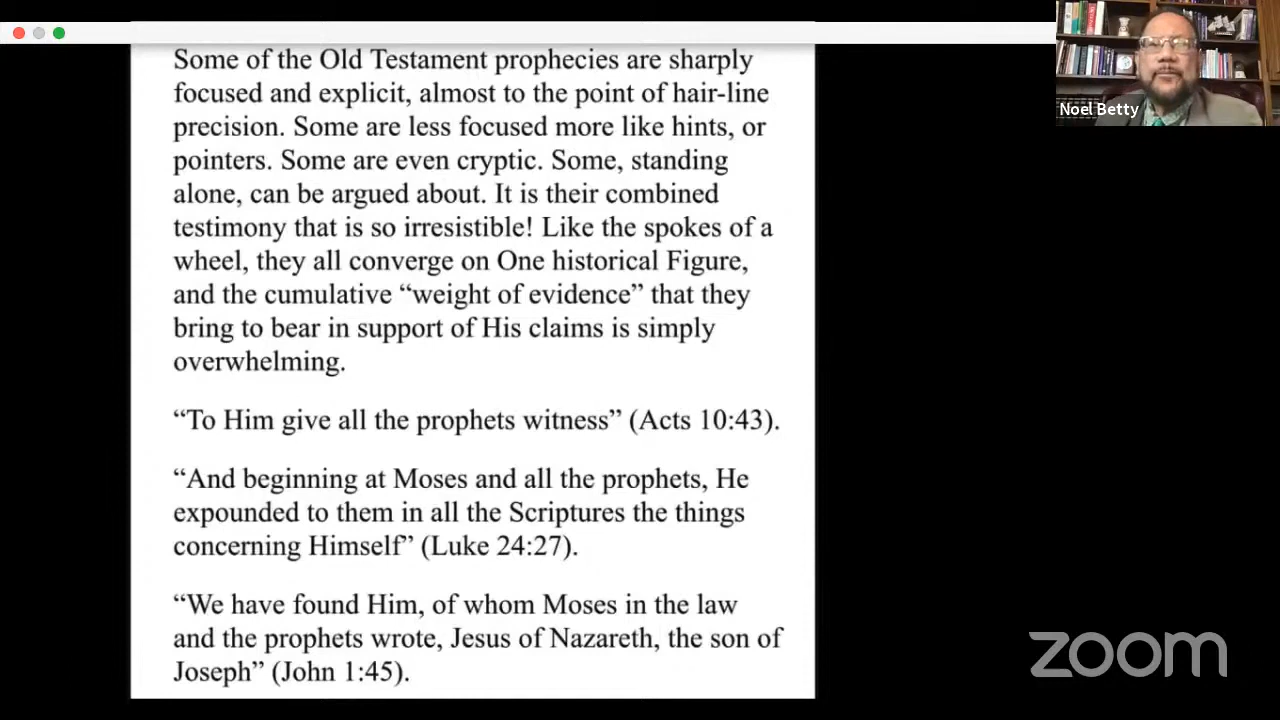 Some of the Old Testament prophecies are sharply
focused and explicit, almost to the point of hair-line
precision. Some are less focused more like hints, or
pointers. Some are even cryptic. Some, standing
alone, can be argued about. It is their combined
testimony that is so irresistible! Like the spokes of a
wheel, they all converge on One historical Figure,
and the cumulative “weight of evidence” that they
bring to bear in support of His claims is simply
overwhelming.
“To Him give all the prophets witness” (Acts 10:43).
“And beginning at Moses and all the prophets, He
expounded to them in all the Scriptures the things
concerning Himself” (Luke 24:27).
“We have found Him, of whom Moses in the law
and the prophets wrote, Jesus of Nazareth, the son of
Joseph” (John 1:45).
Noel Betty
zoom